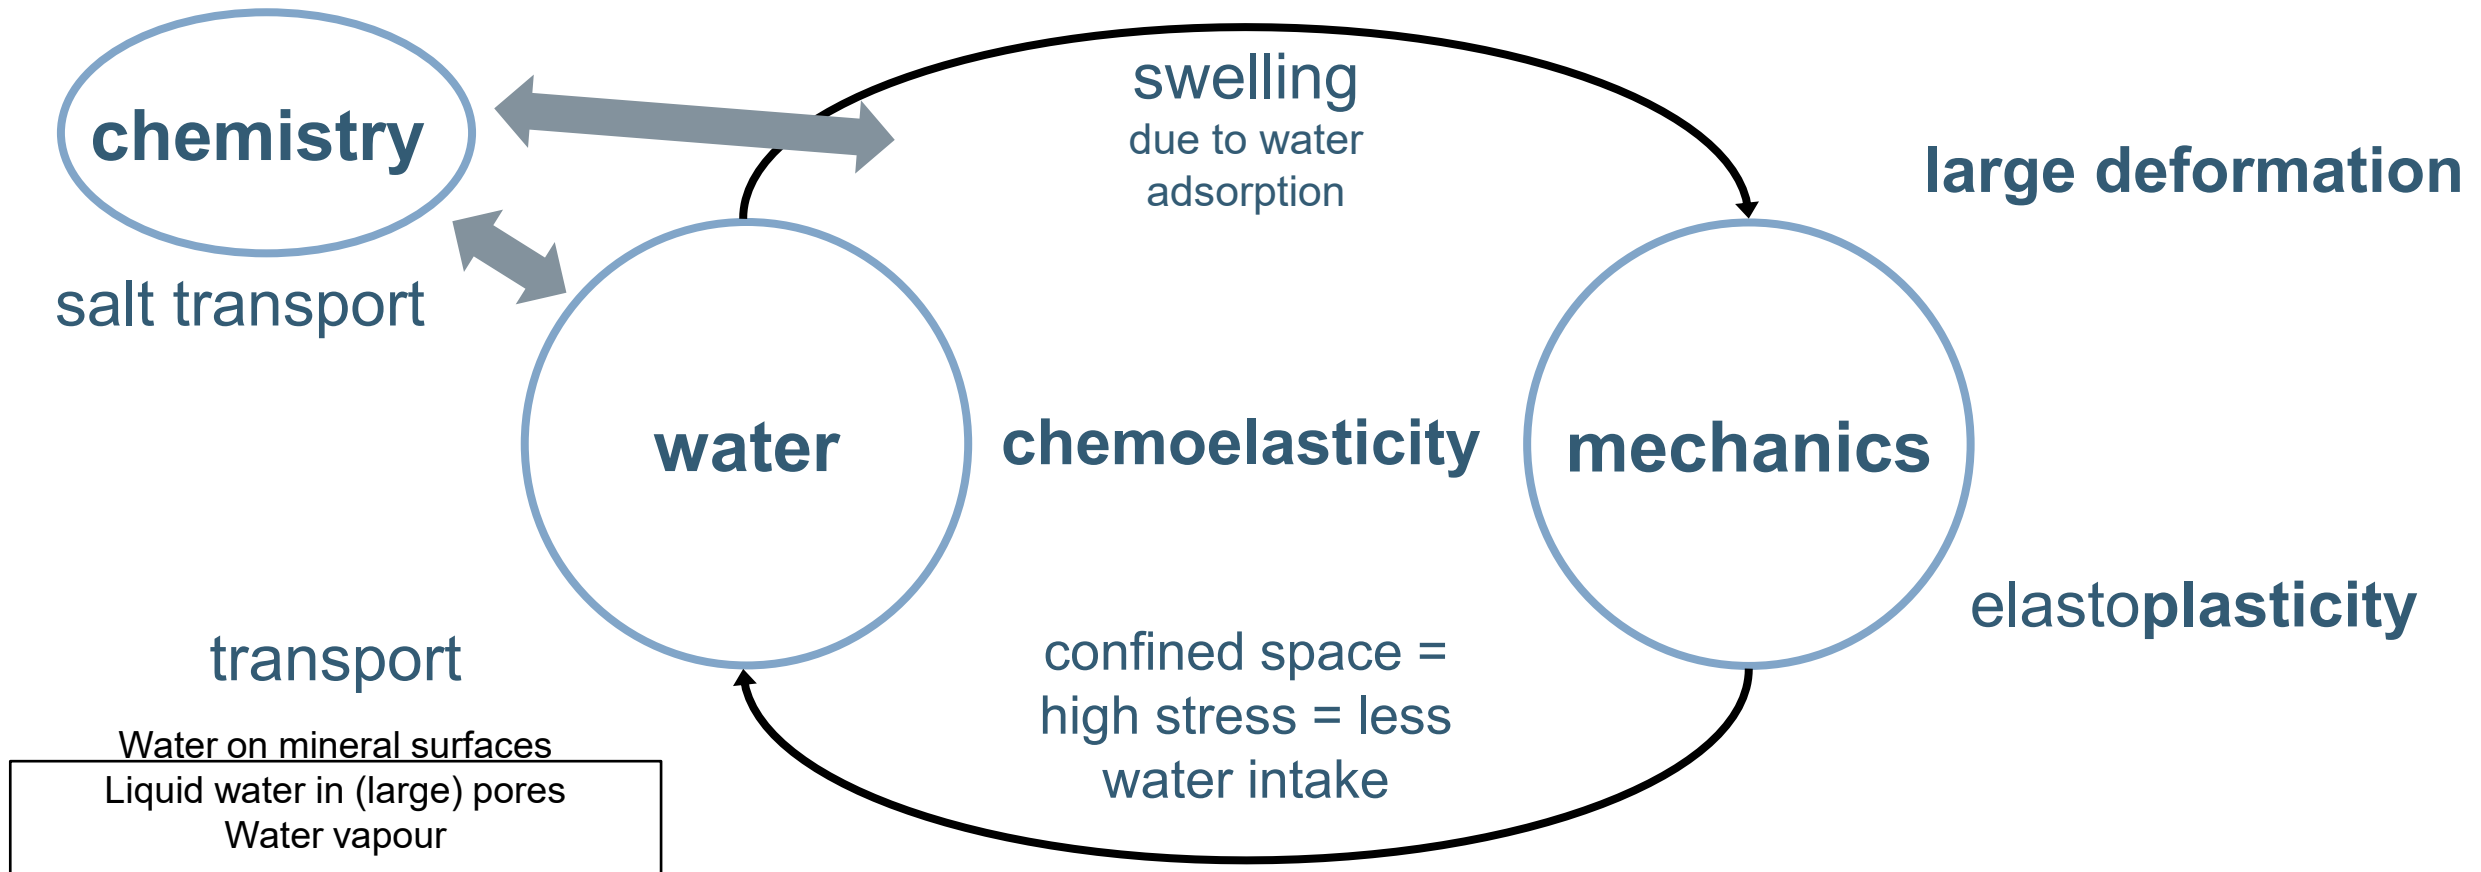 chemistry
salt transport
swelling
due to water
adsorption
large deformation
water
chemoelasticity
mechanics
elastoplasticity
transport
Water on mineral surfaces
Liquid water in (large) pores
Water vapour
confined space =
high stress = less
water intake